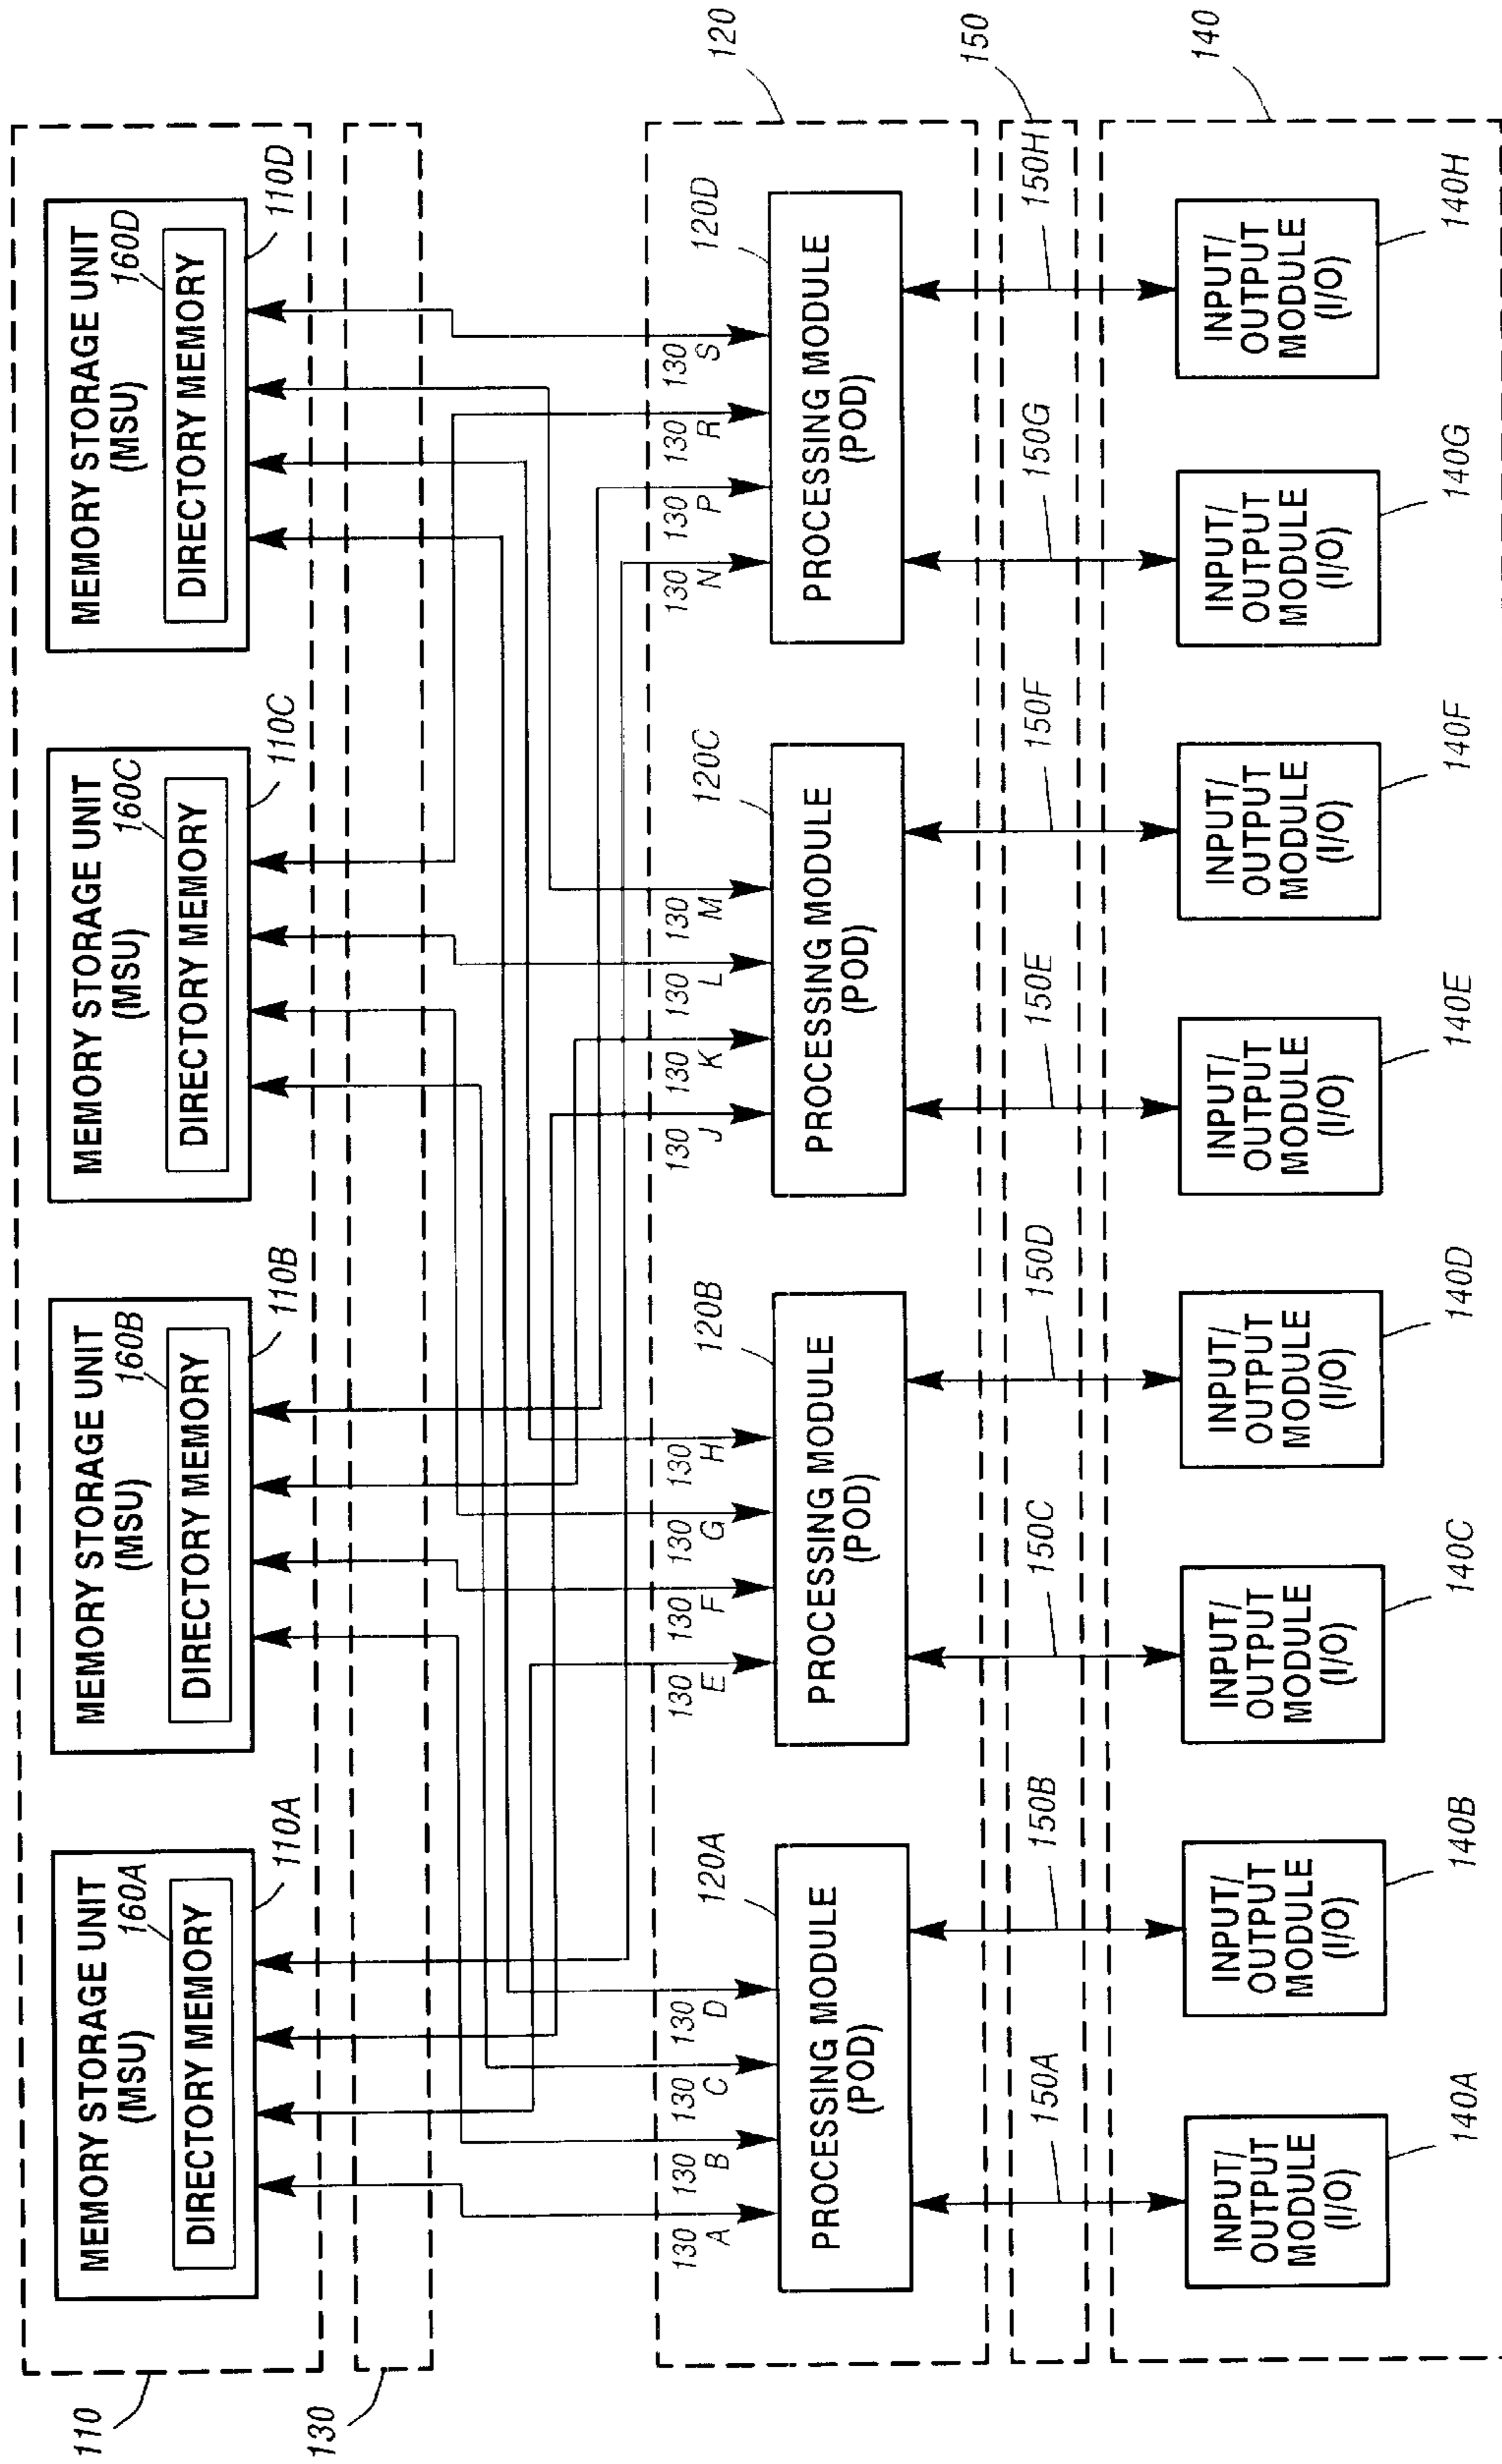 110
MEMORY STORAGE UNIT
(MSU)
160A
DIRECTORY MEMORY
110A
MEMORY STORAGE UNIT
(MSU)
160B
DIRECTORY MEMORY
110B
MEMORY STORAGE UNIT
(MSU)
160C
DIRECTORY MEMORY
110C
MEMORY STORAGE UNIT
(MSU)
160D
DIRECTORY MEMORY
110D
130
120
130
A
130
B
130
C
130
D
120A
130
E
130
F
130
G
130
H
120B
130
J
130
K
130
L
130
M
120C
130
N
130
P
130
R
130
S
120D
PROCESSING MODULE
(POD)
PROCESSING MODULE
(POD)
PROCESSING MODULE
(POD)
PROCESSING MODULE
(POD)
150
150A
150B
150C
150D
150E
150F
150G
150H
140
INPUT/
OUTPUT
MODULE
(I/O)
140A
INPUT/
OUTPUT
MODULE
(I/O)
140B
INPUT/
OUTPUT
MODULE
(I/O)
140C
INPUT/
OUTPUT
MODULE
(I/O)
140D
INPUT/
OUTPUT
MODULE
(I/O)
140E
INPUT/
OUTPUT
MODULE
(I/O)
140F
INPUT/
OUTPUT
MODULE
(I/O)
140G
INPUT/
OUTPUT
MODULE
(I/O)
140H